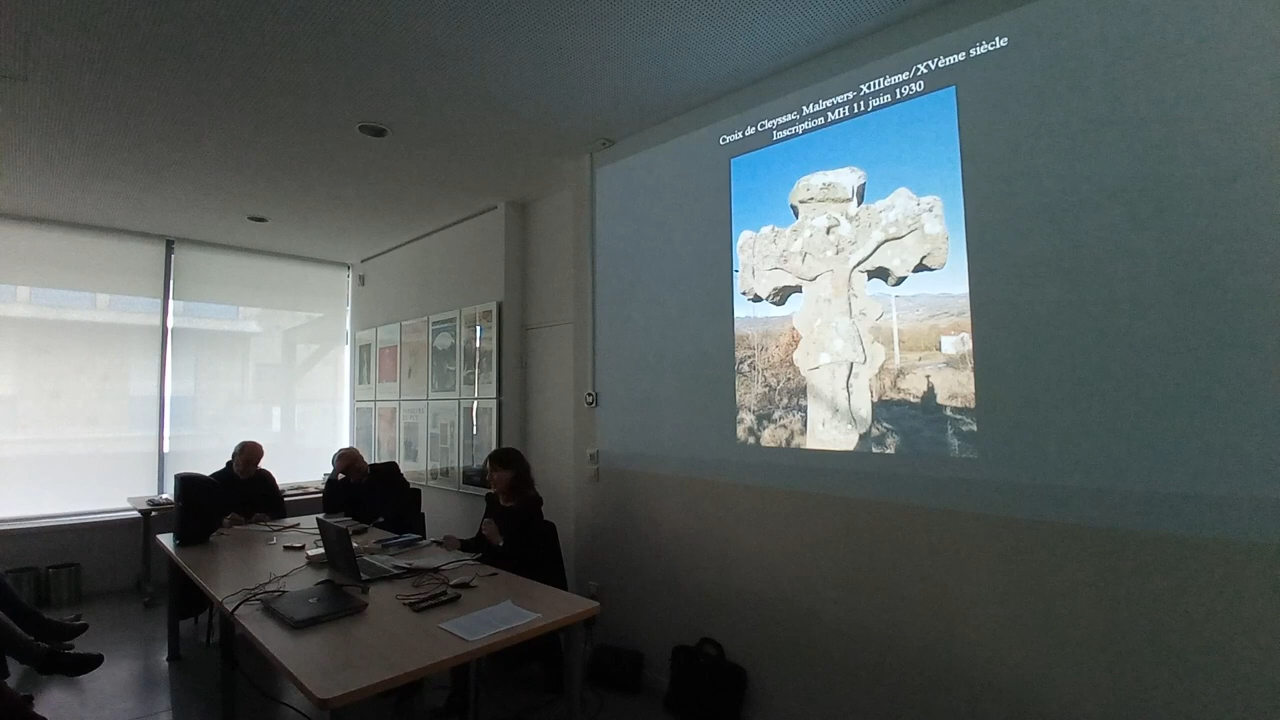 Croix de Cleyssac, Malrevers- XIIIème/XVème siècle
Inscription MH 11 juin 1930